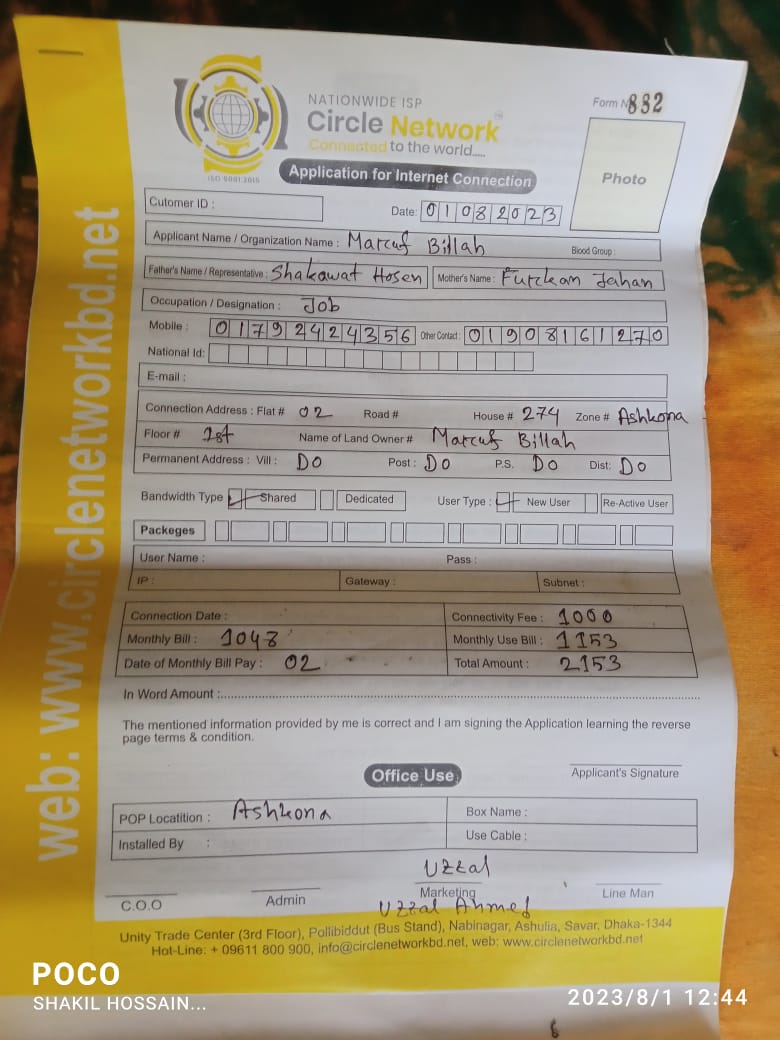 NATIONWIDE ISP
Circle Network
Connected to the world.....
ISO 9001:2015
Form No 882
Application for Internet Connection
Photo
Cutomer ID :
Date: 01082023
Applicant Name / Organization Name : Maruf Billah Blood Group :
Father's Name / Representative : Shakawat Hosen Mother's Name : Furckan Jahan
Occupation / Designation : Job
Mobile : 01792424356 Other Contact : 01908161270
National Id:
E-mail :
Connection Address : Flat # 02 Road # House # 274 Zone # Ashkona
Floor # 1st Name of Land Owner # Maruf Billah
Permanent Address : Vill : DO Post : DO P.S. DO Dist: DO
Bandwidth Type Shared Dedicated User Type : New User Re-Active User
Packeges
User Name : Pass :
IP : Gateway : Subnet :
Connection Date : Connectivity Fee : 1000
Monthly Bill : 1048 Monthly Use Bill : 1153
Date of Monthly Bill Pay : 02 Total Amount : 2153
In Word Amount :
The mentioned information provided by me is correct and I am signing the Application learning the reverse
page terms & condition.
Office Use
Applicant's Signature
POP Locatition : Ashkona Box Name :
Installed By : Use Cable :
Uzzal
C.O.O Admin Marketing Line Man
Uzzal Ahmed
Unity Trade Center (3rd Floor), Pollibiddut (Bus Stand), Nabinagar, Ashulia, Savar, Dhaka-1344
Hot-Line: + 09611 800 900, info@circlenetworkbd.net, web: www.circlenetworkbd.net
web: www.circlenetworkbd.net
POCO
SHAKIL HOSSAIN...
2023/8/1 12:44